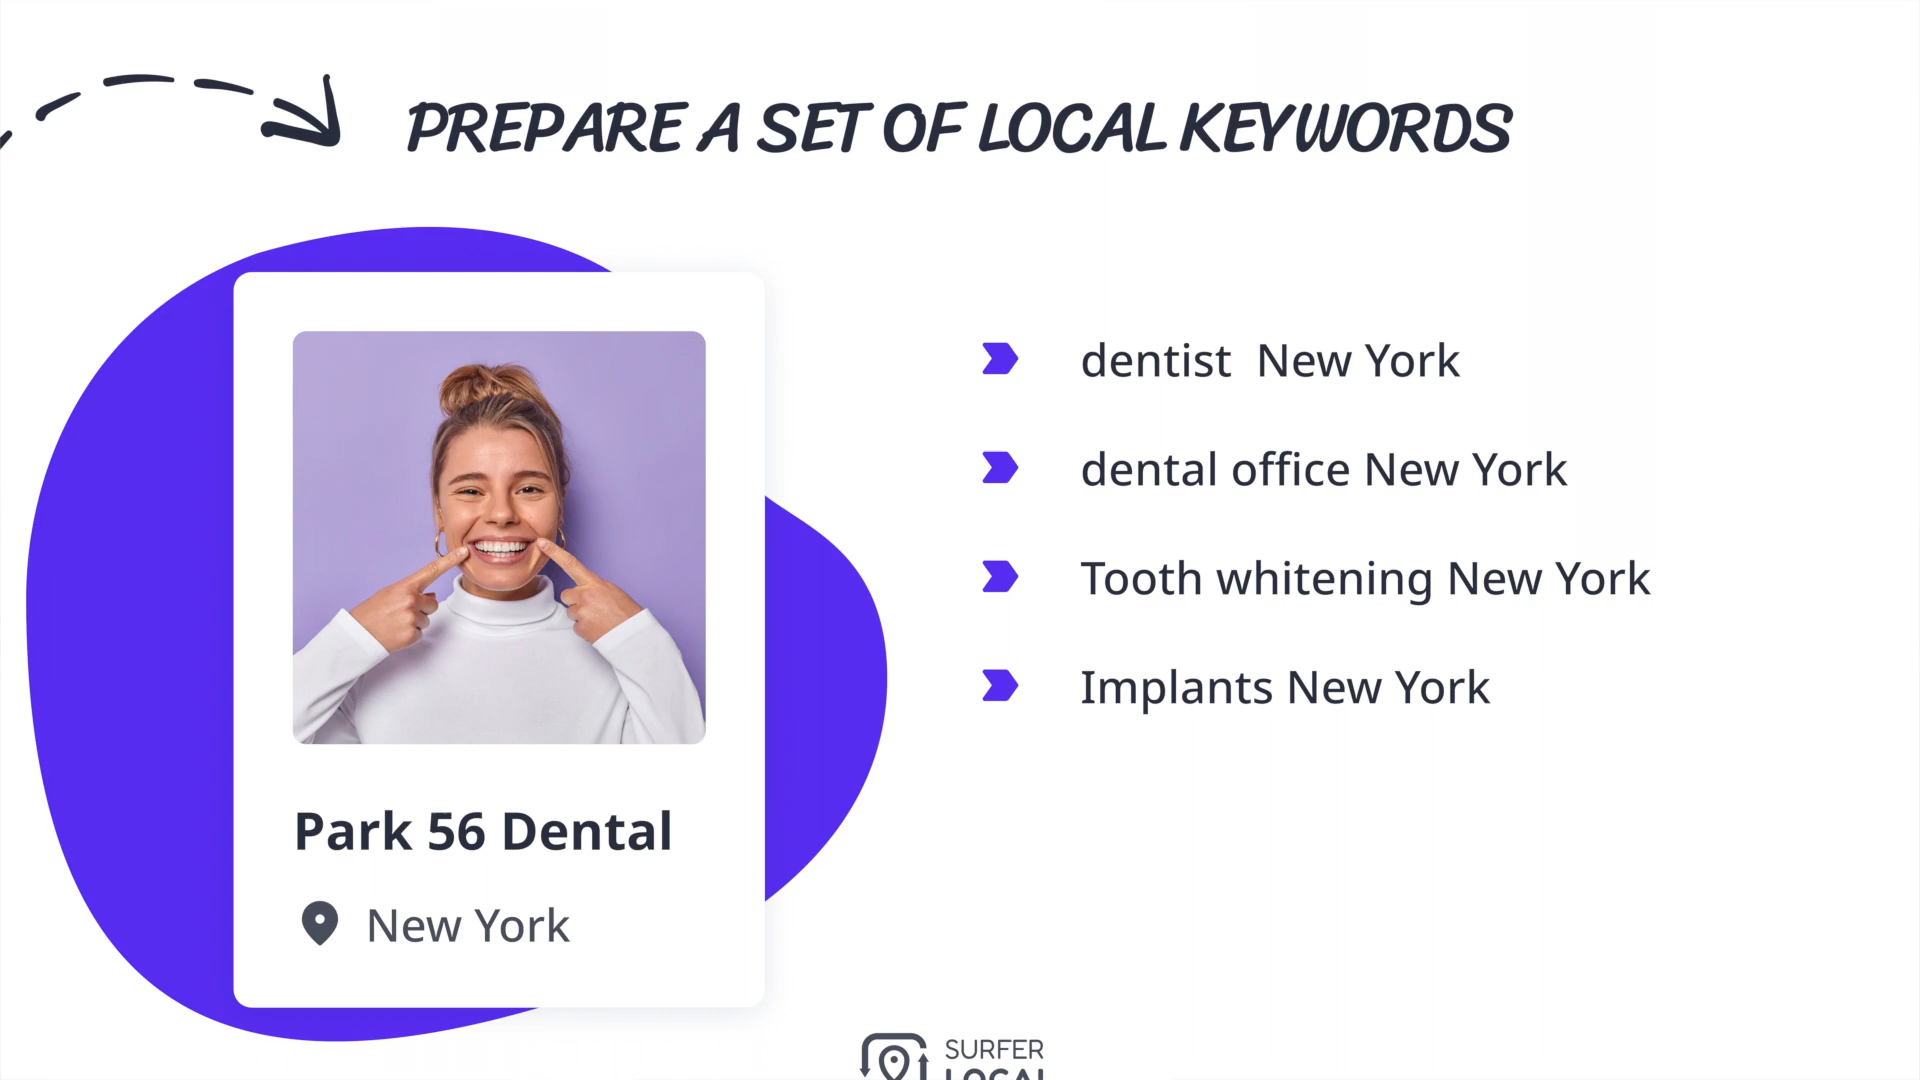 PREPARE A SET OF LOCAL KEYWORDS
dentist  New York
dental office New York
Tooth whitening New York
Implants New York
Park 56 Dental
New York
SURFER
LOCAL